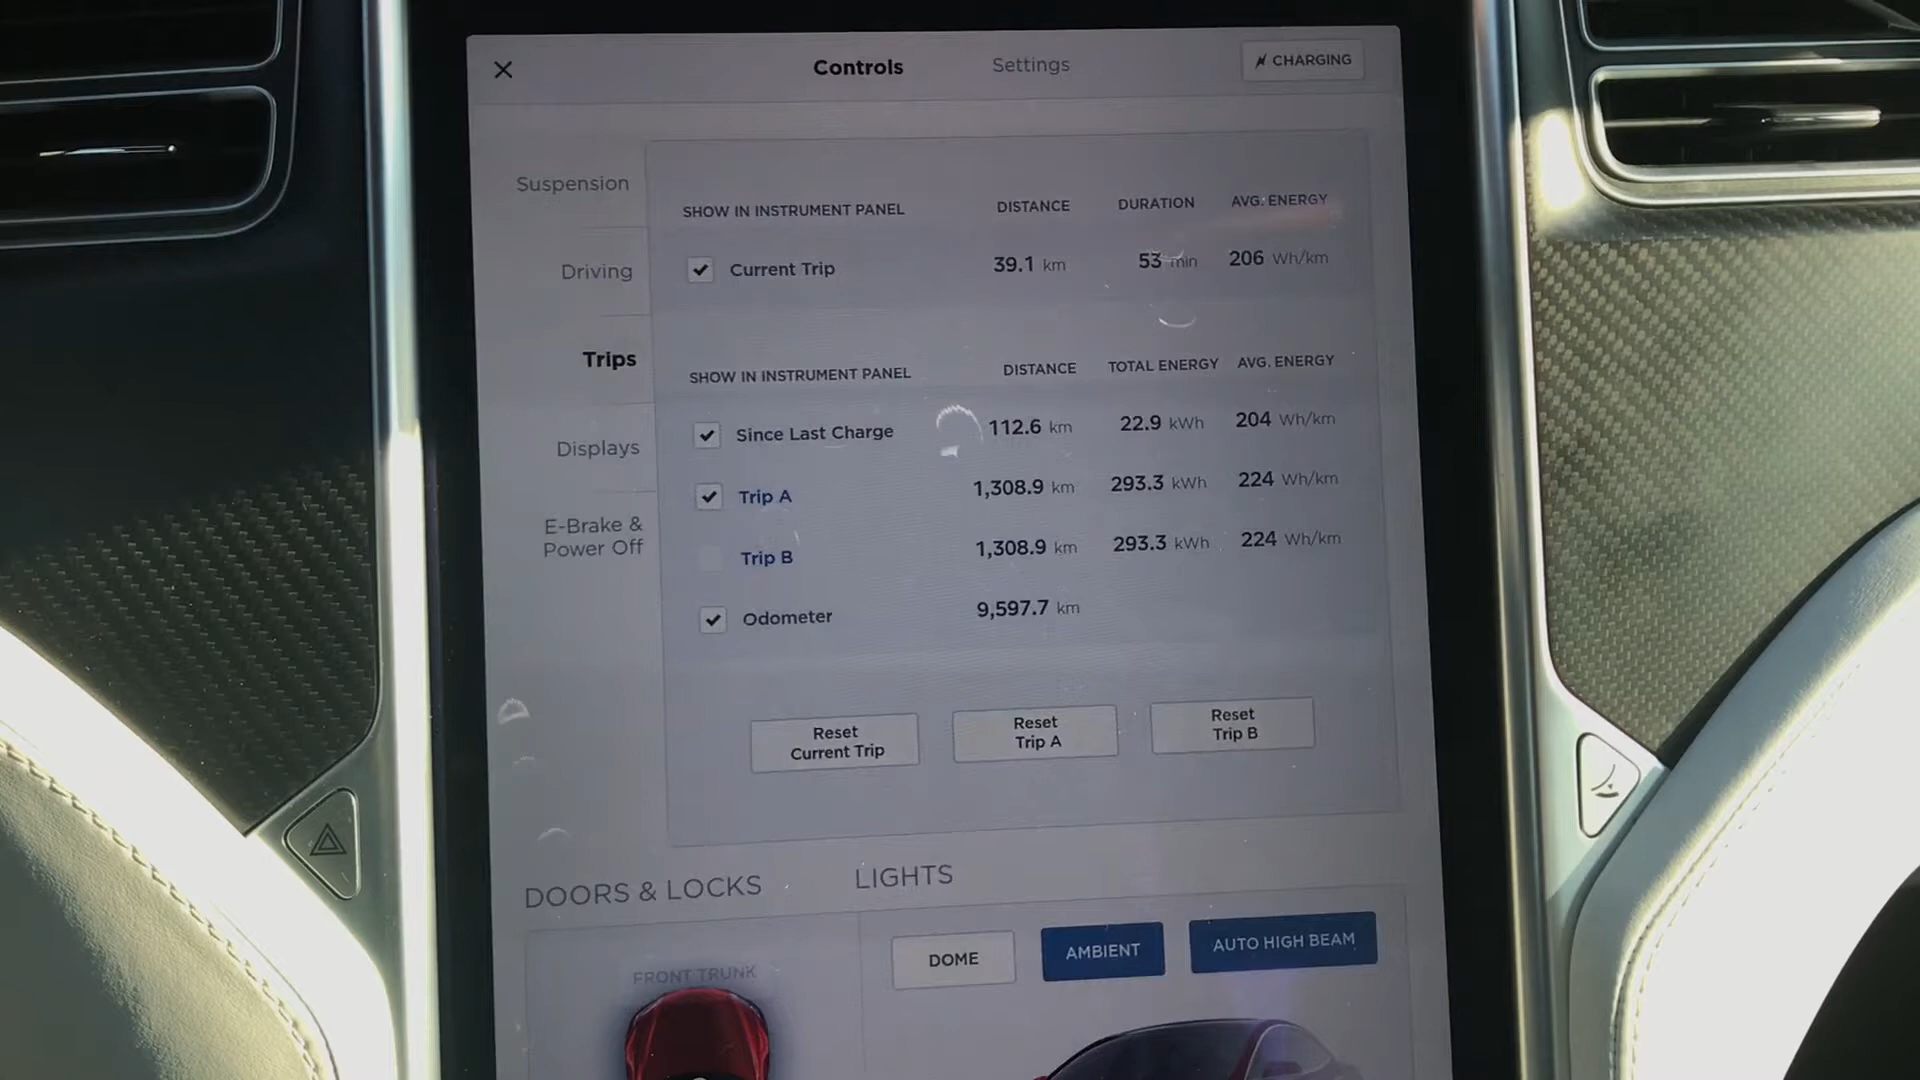 Controls
Settings
CHARGING
Suspension
Driving
Trips
Displays
E-Brake &
Power Off
SHOW IN INSTRUMENT PANEL DISTANCE DURATION AVG. ENERGY
Current Trip 39.1 km 53 min 206 Wh/km
SHOW IN INSTRUMENT PANEL DISTANCE TOTAL ENERGY AVG. ENERGY
Since Last Charge 112.6 km 22.9 kWh 204 Wh/km
Trip A 1,308.9 km 293.3 kWh 224 Wh/km
Trip B 1,308.9 km 293.3 kWh 224 Wh/km
Odometer 9,597.7 km
Reset
Current Trip
Reset
Trip A
Reset
Trip B
DOORS & LOCKS
LIGHTS
FRONT TRUNK
DOME
AMBIENT
AUTO HIGH BEAM